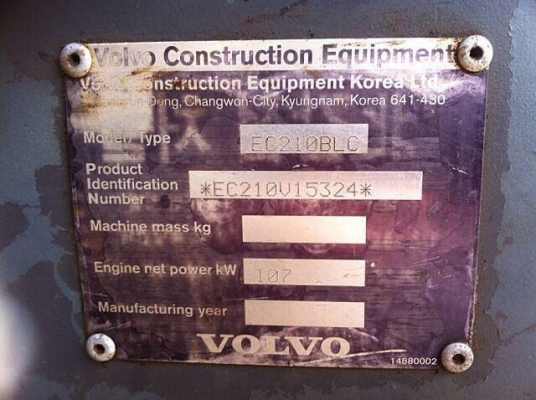 Volvo Construction Equipment
Volvo Construction Equipment Korea Ltd.
Dong, Changwon-City, Kyungnam, Korea 641-430
Model/Type EC210BLC
Product
Identification
Number *EC210V15324*
Machine mass kg
Engine net power kW 107
Manufacturing year
VOLVO
14880002